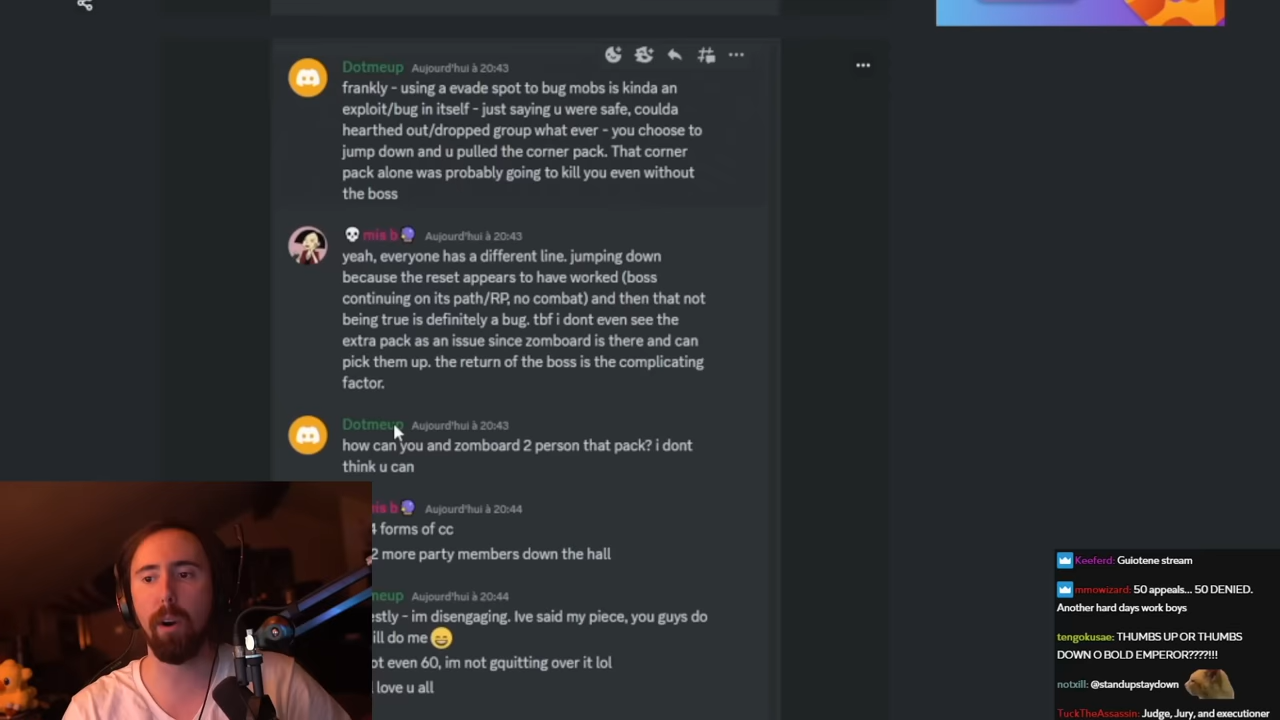 Dotmeup Aujourd'hui à 20:43
frankly - using a evade spot to bug mobs is kinda an
exploit/bug in itself - just saying u were safe, coulda
hearthed out/dropped group what ever - you choose to
jump down and u pulled the corner pack. That corner
pack alone was probably going to kill you even without
the boss
mis b Aujourd'hui à 20:43
yeah, everyone has a different line. jumping down
because the reset appears to have worked (boss
continuing on its path/RP, no combat) and then that not
being true is definitely a bug. tbf i dont even see the
extra pack as an issue since zomboard is there and can
pick them up. the return of the boss is the complicating
factor.
Dotmeup Aujourd'hui à 20:43
how can you and zomboard 2 person that pack? i dont
think u can
mis b Aujourd'hui à 20:44
4 forms of cc
2 more party members down the hall
meup Aujourd'hui à 20:44
estly - im disengaging. Ive said my piece, you guys do
ill do me
ot even 60, im not gquitting over it lol
love u all
Keeferd: Guiotene stream
mmowizard: 50 appeals... 50 DENIED.
Another hard days work boys
tengokusae: THUMBS UP OR THUMBS
DOWN O BOLD EMPEROR????!!!
notxill: @standupstaydown
TuckTheAssassin: Judge, Jury, and executioner